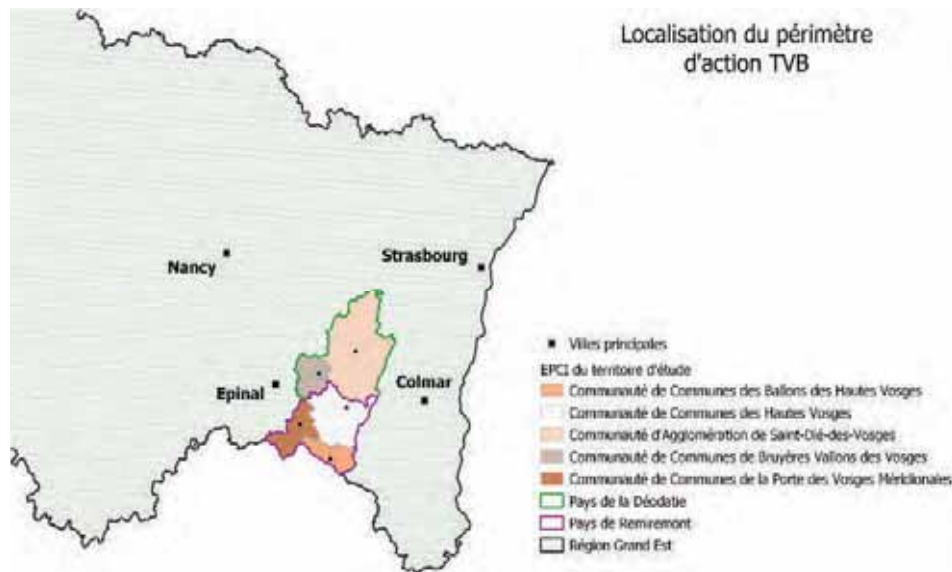 Localisation du périmètre
d'action TVB
Nancy
Strasbourg
Epinal
Colmar
Villes principales
EPCI du territoire d'étude
Communauté de Communes des Ballons des Hautes Vosges
Communauté de Communes des Hautes Vosges
Communauté d'Agglomération de Saint-Dié-des-Vosges
Communauté de Communes de Bruyères Vallons des Vosges
Communauté de Communes de la Porte des Vosges Méridionales
Pays de la Déodatie
Pays de Remiremont
Région Grand Est